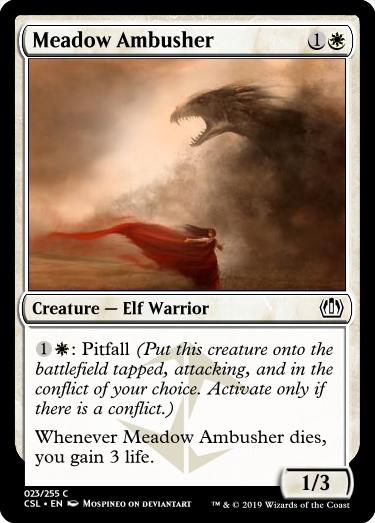 Meadow Ambusher 1
Creature — Elf Warrior
1: Pitfall (Put this creature onto the
battlefield tapped, attacking, and in the
conflict of your choice. Activate only if
there is a conflict.)
Whenever Meadow Ambusher dies,
you gain 3 life.
1/3
023/255 C
CSL • EN Mospineo on deviantart
™ & © 2019 Wizards of the Coast